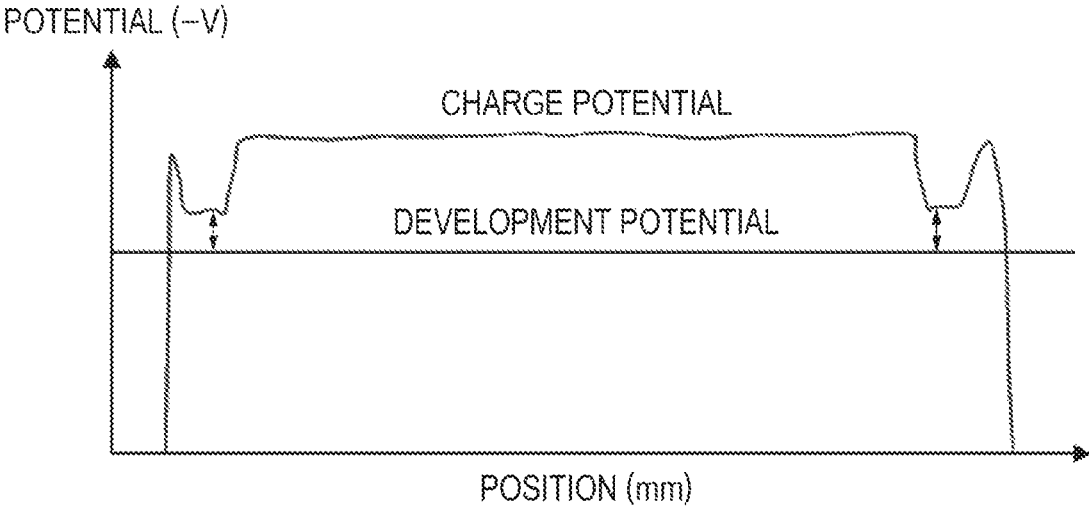 POTENTIAL (−V)
CHARGE POTENTIAL
DEVELOPMENT POTENTIAL
POSITION (mm)